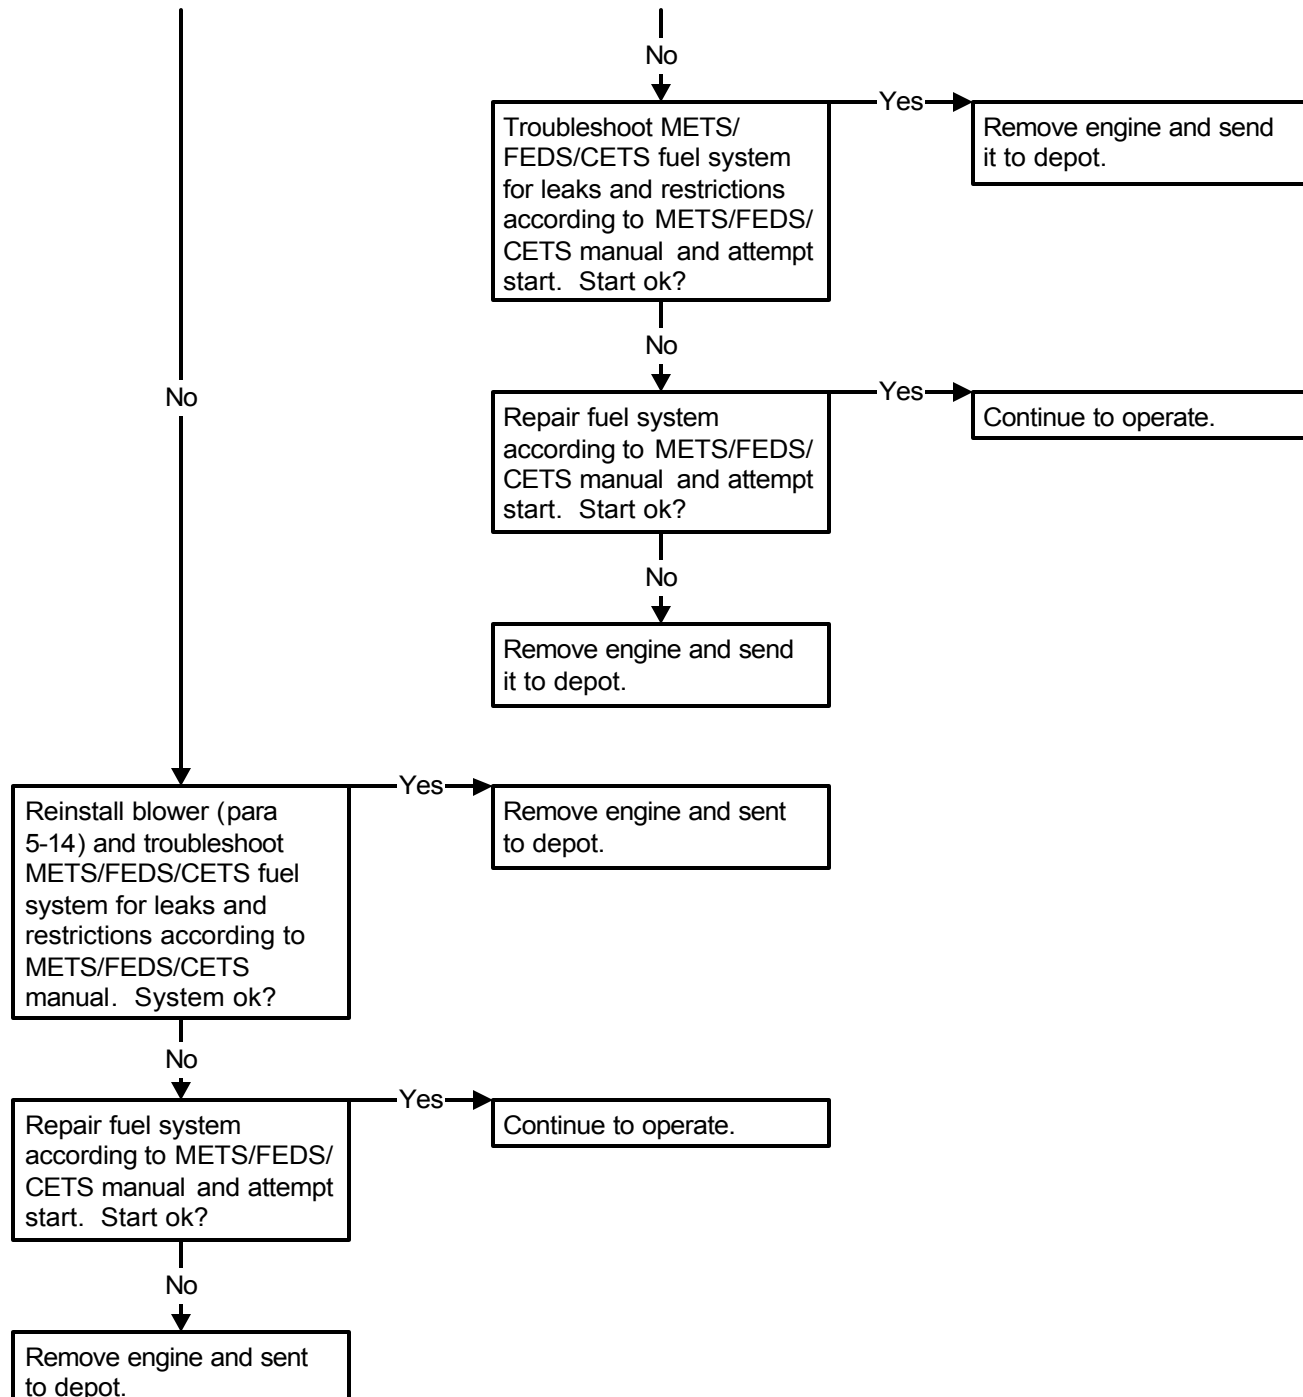 No
Troubleshoot METS/
FEDS/CETS fuel system
for leaks and restrictions
according to METS/FEDS/
CETS manual and attempt
start. Start ok?
Yes
Remove engine and send
it to depot.
No
No
Repair fuel system
according to METS/FEDS/
CETS manual and attempt
start. Start ok?
Yes
Continue to operate.
No
Remove engine and send
it to depot.
Reinstall blower (para
5-14) and troubleshoot
METS/FEDS/CETS fuel
system for leaks and
restrictions according to
METS/FEDS/CETS
manual. System ok?
Yes
Remove engine and sent
to depot.
No
Repair fuel system
according to METS/FEDS/
CETS manual and attempt
start. Start ok?
Yes
Continue to operate.
No
Remove engine and sent
to depot.